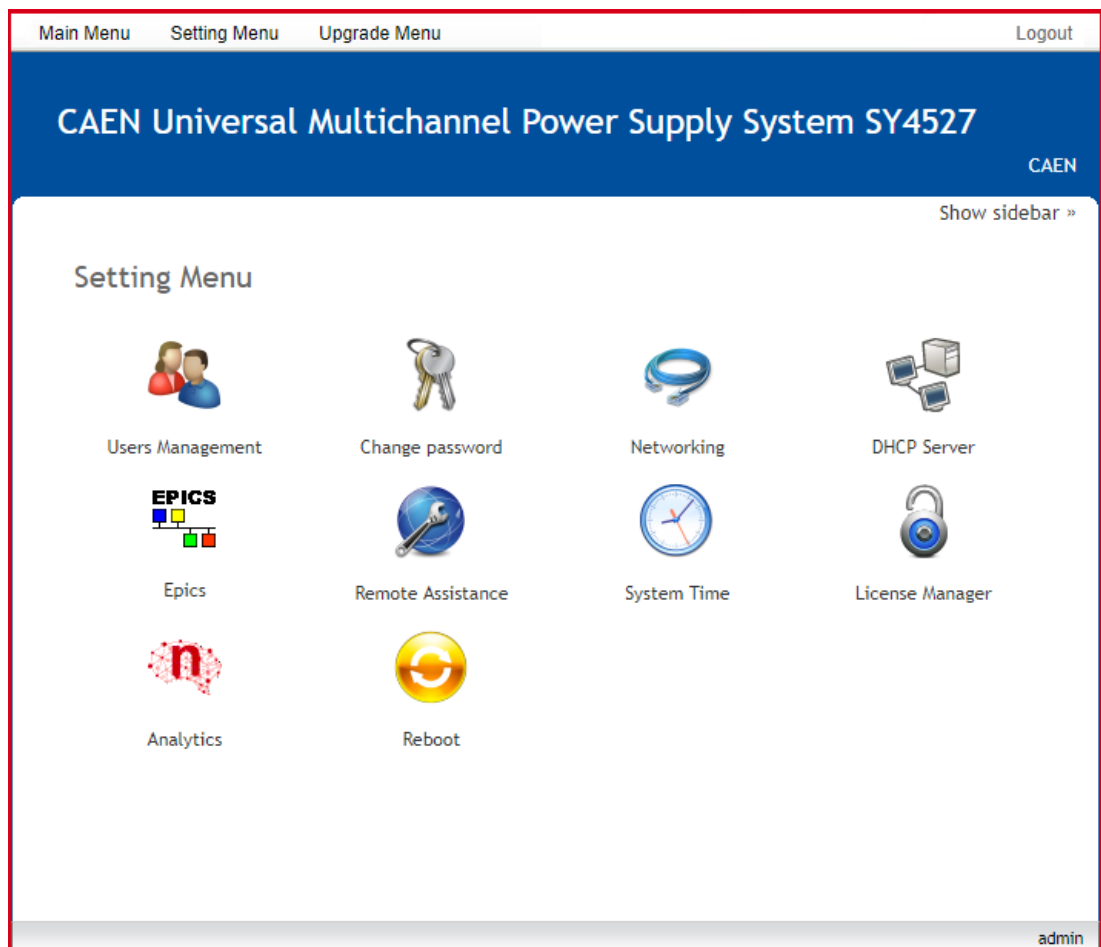 Main Menu Setting Menu Upgrade Menu Logout
CAEN Universal Multichannel Power Supply System SY4527
CAEN
Show sidebar »
Setting Menu
Users Management Change password Networking DHCP Server
EPICS
Epics Remote Assistance System Time License Manager
n
Analytics Reboot
admin